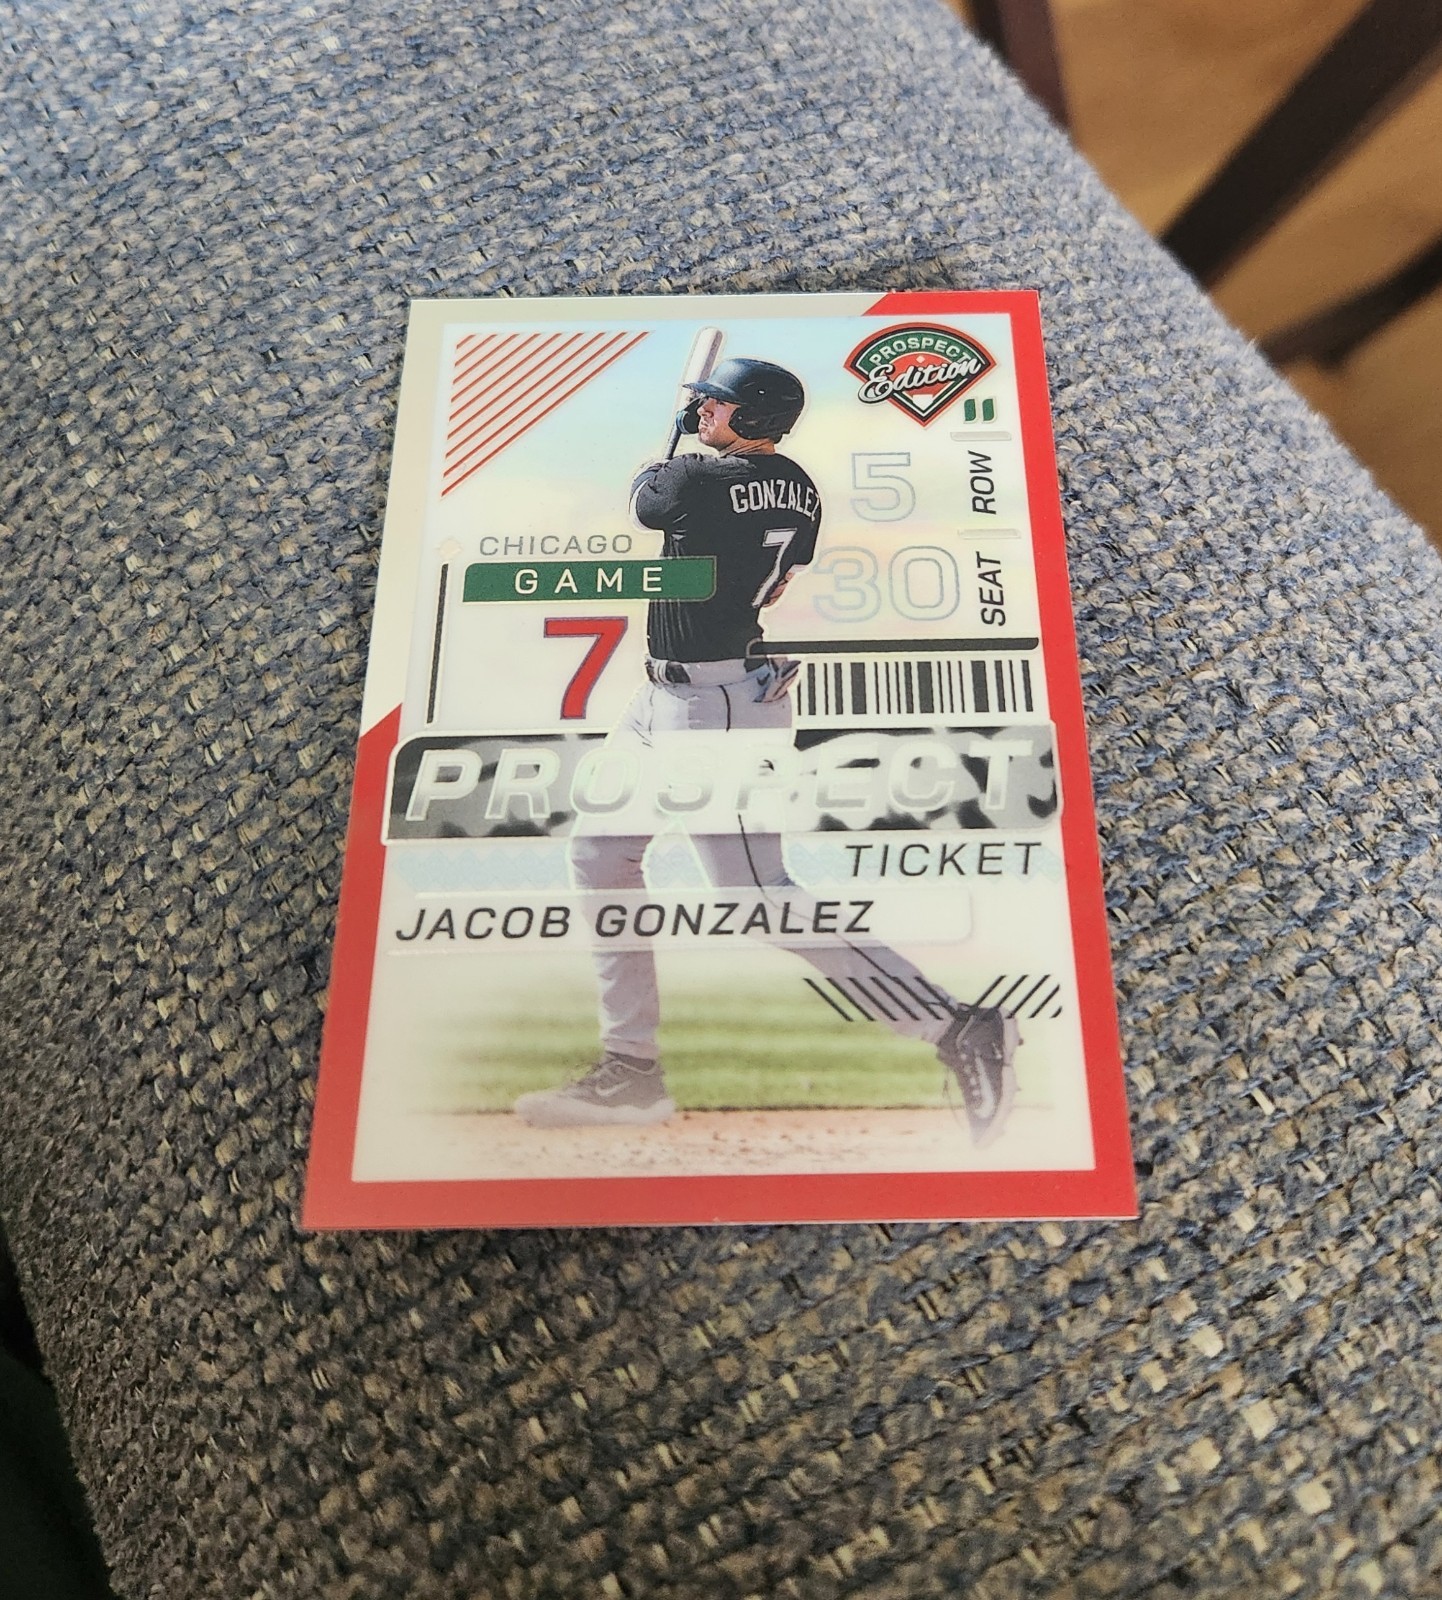 PROSPECT
Edition
ROW
5
SEAT
30
GONZALEZ
7
CHICAGO
GAME
7
PROSPECT
TICKET
JACOB GONZALEZ